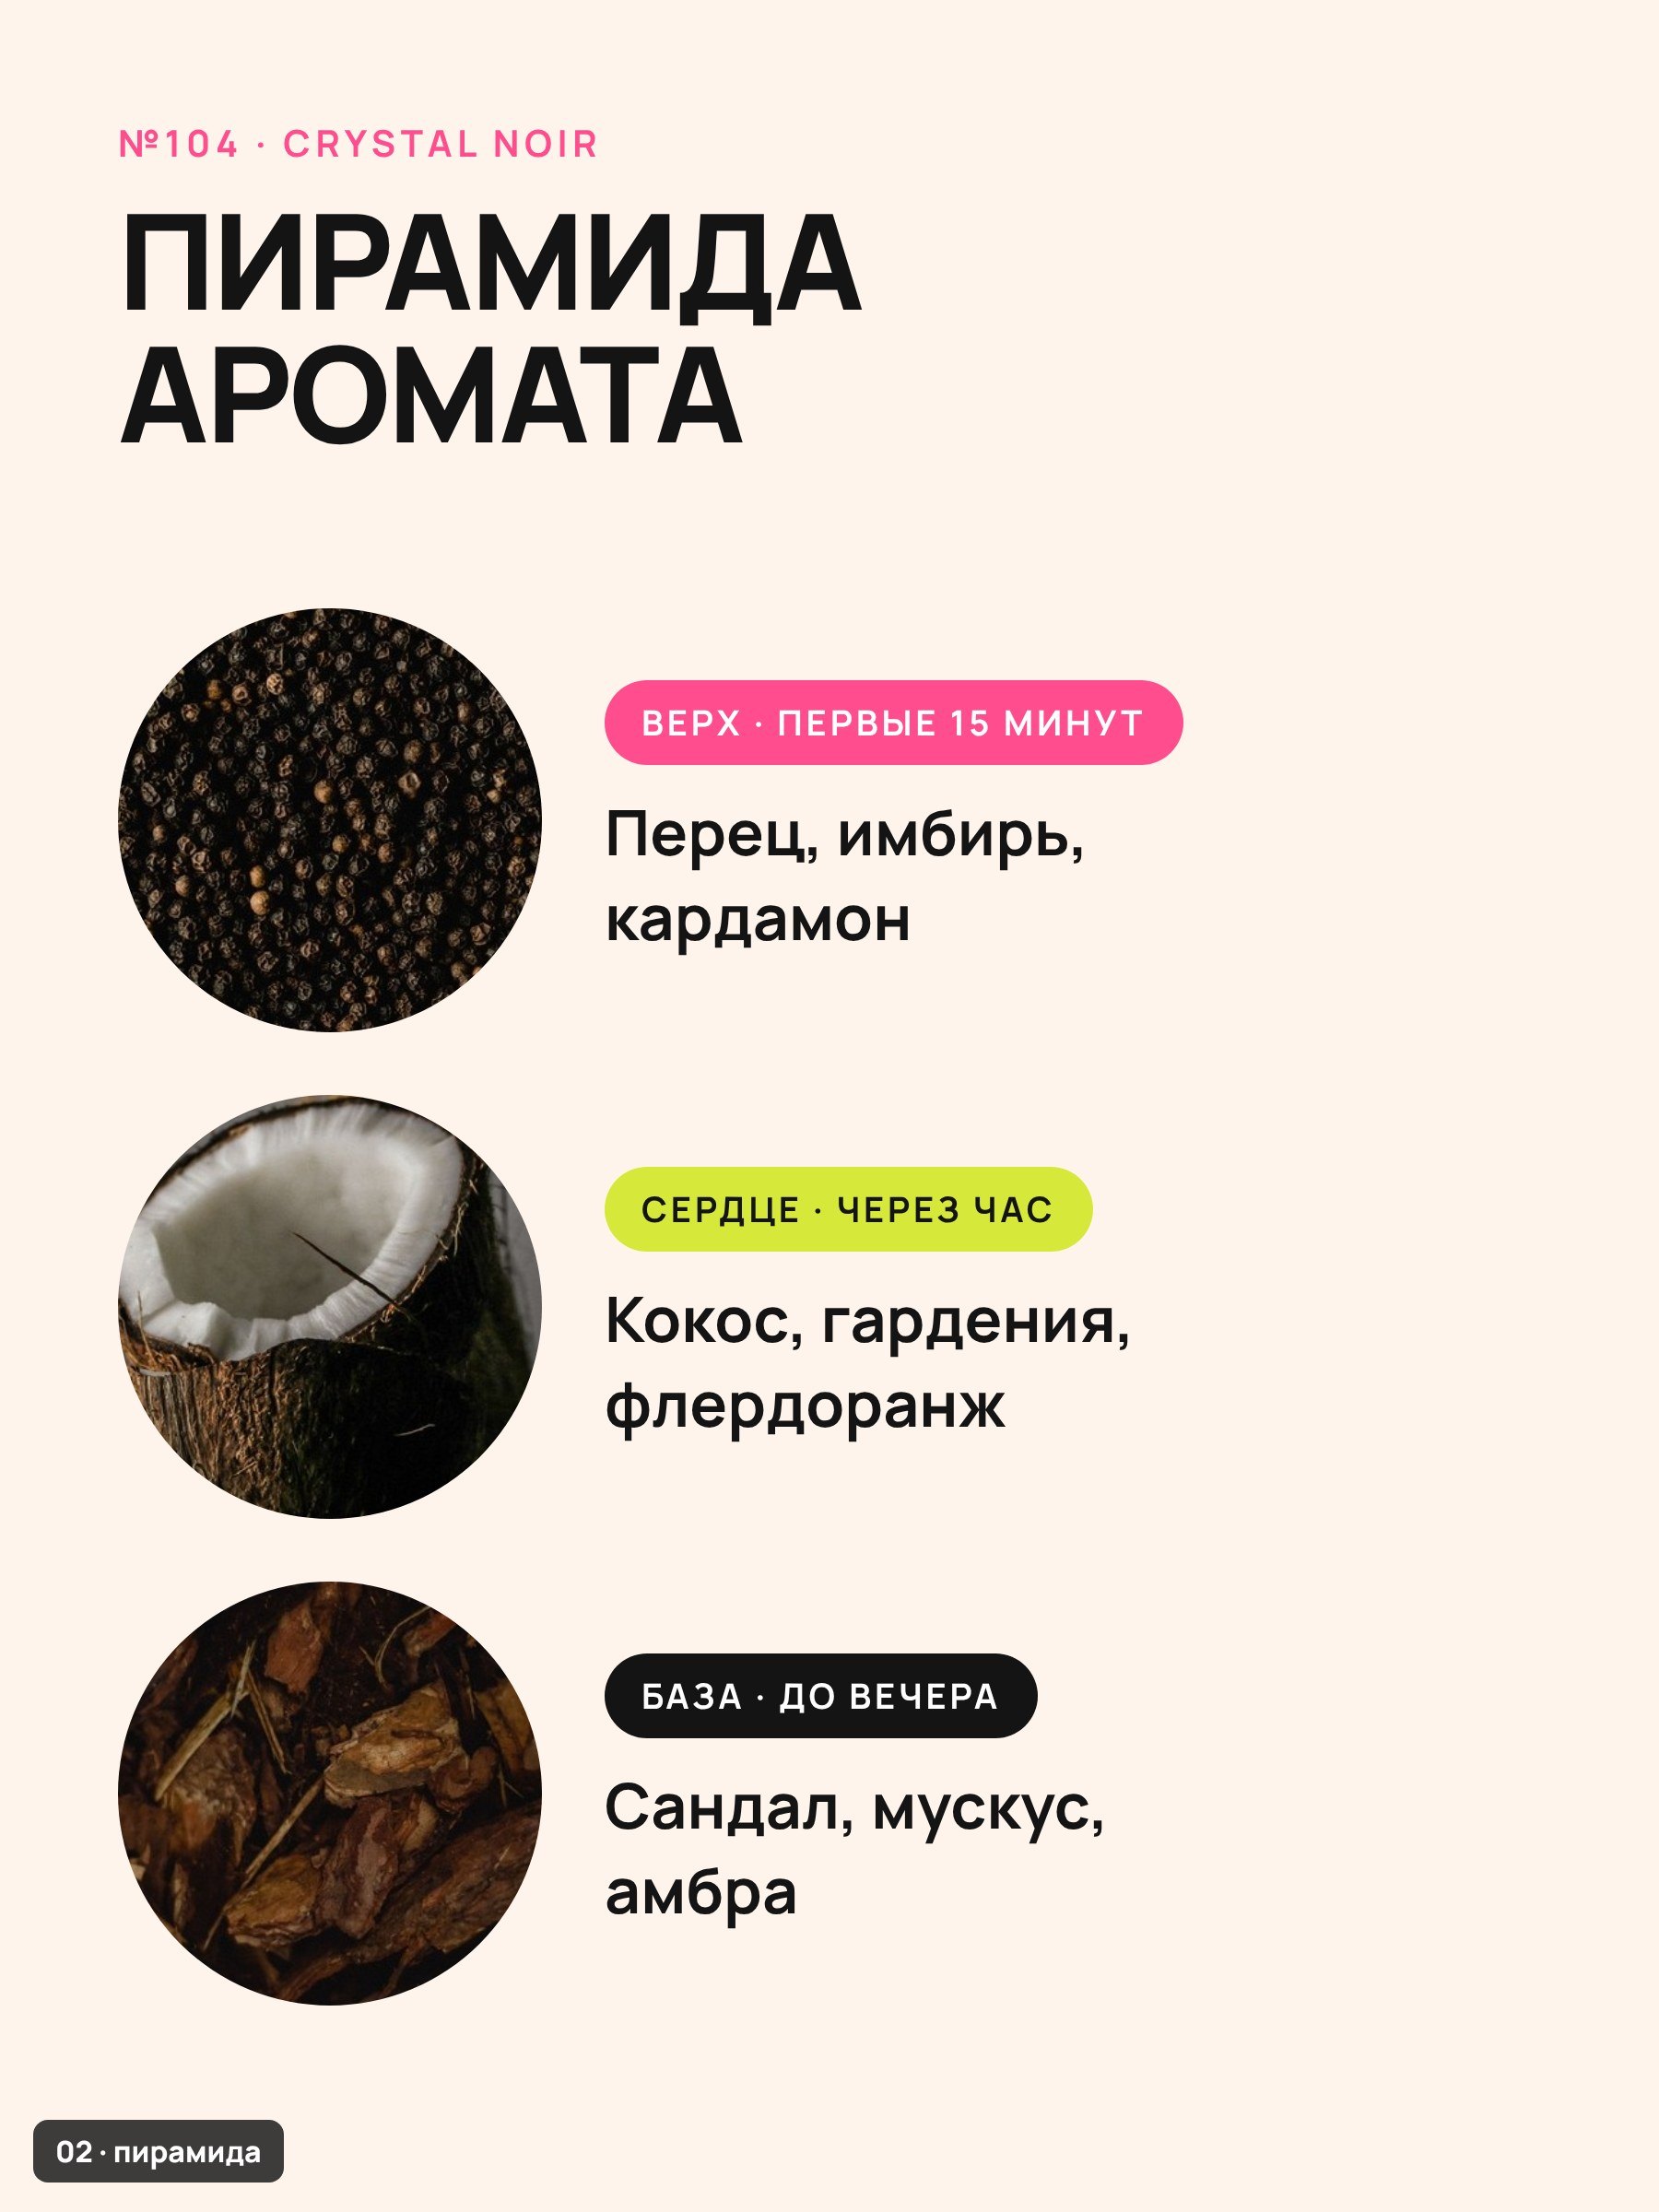 №104 · CRYSTAL NOIR
ПИРАМИДА
АРОМАТА
ВЕРХ · ПЕРВЫЕ 15 МИНУТ
Перец, имбирь,
кардамон
СЕРДЦЕ · ЧЕРЕЗ ЧАС
Кокос, гардения,
флердоранж
БАЗА · ДО ВЕЧЕРА
Сандал, мускус,
амбра
02 · пирамида